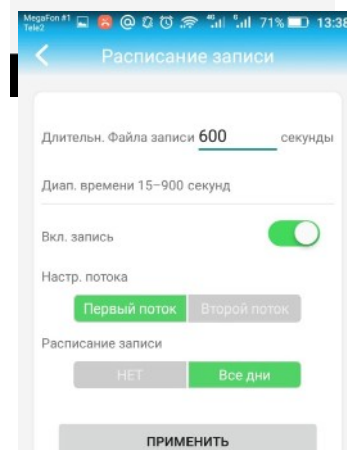 MegaFon #1
Tele2
71% 13:38
Расписание записи
Длительн. Файла записи 600 секунды
Диап. времени 15-900 секунд
Вкл. запись
Настр. потока
Первый поток Второй поток
Расписание записи
НЕТ Все дни
ПРИМЕНИТЬ